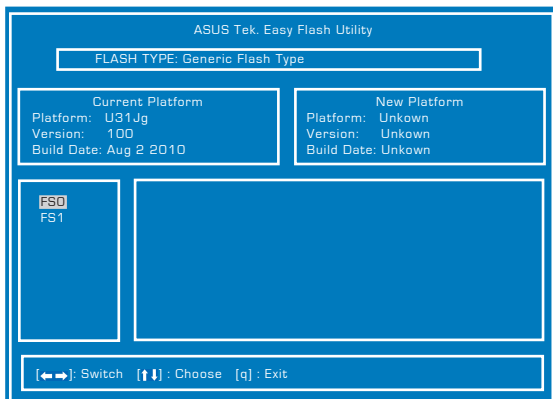 ASUS Tek. Easy Flash Utility
FLASH TYPE: Generic Flash Type
Current Platform
Platform: U31Jg
Version: 100
Build Date: Aug 2 2010
New Platform
Platform: Unkown
Version: Unkown
Build Date: Unkown
FS0
FS1
[←→]: Switch [↑↓] : Choose [q] : Exit